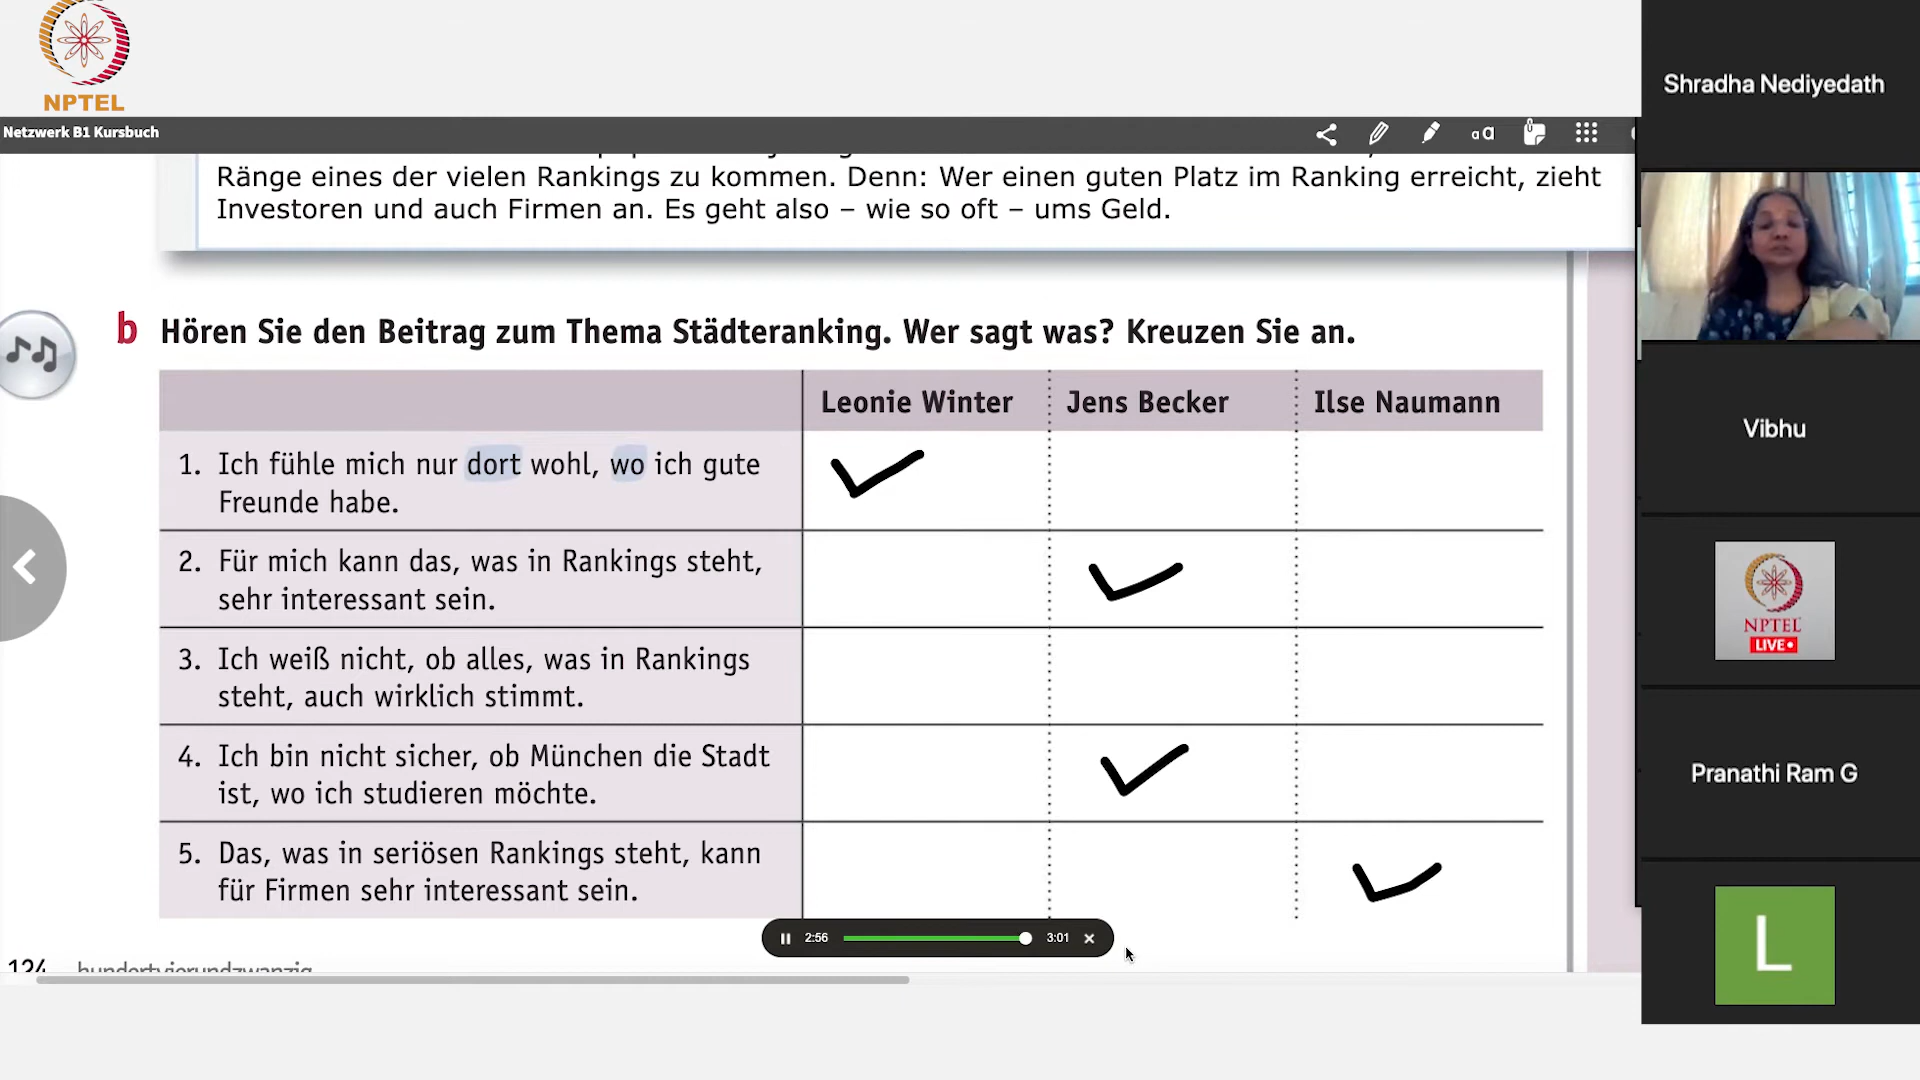 NPTEL
Netzwerk B1 Kursbuch
Ränge eines der vielen Rankings zu kommen. Denn: Wer einen guten Platz im Ranking erreicht, zieht
Investoren und auch Firmen an. Es geht also – wie so oft – ums Geld.
b Hören Sie den Beitrag zum Thema Städteranking. Wer sagt was? Kreuzen Sie an.
Leonie Winter Jens Becker Ilse Naumann
1. Ich fühle mich nur dort wohl, wo ich gute
Freunde habe.
2. Für mich kann das, was in Rankings steht,
sehr interessant sein.
3. Ich weiß nicht, ob alles, was in Rankings
steht, auch wirklich stimmt.
4. Ich bin nicht sicher, ob München die Stadt
ist, wo ich studieren möchte.
5. Das, was in seriösen Rankings steht, kann
für Firmen sehr interessant sein.
2:56 3:01
124 hundertvierundzwanzig
Shradha Nediyedath
Vibhu
NPTEL
LIVE
Pranathi Ram G
L